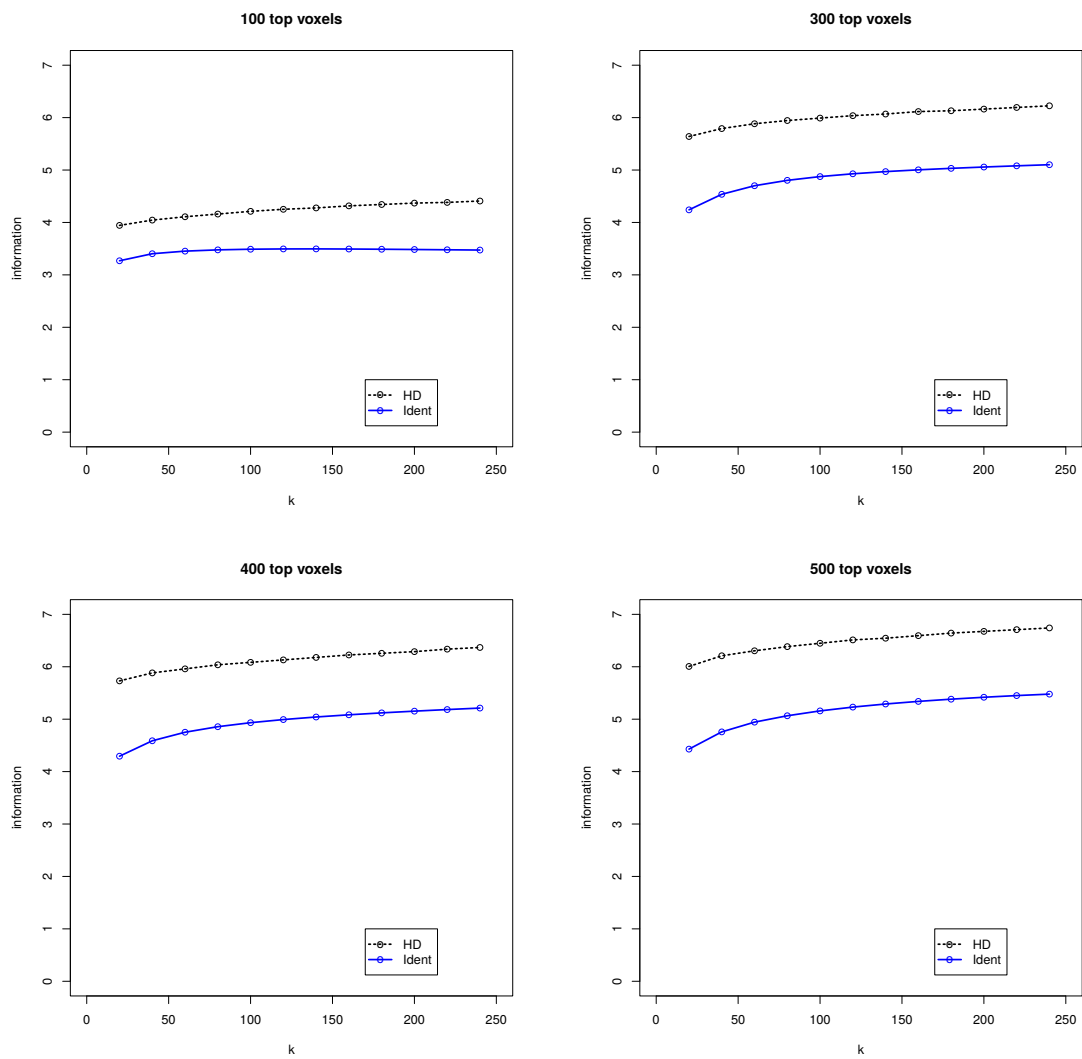 100 top voxels
information
7
6
5
4
3
2
1
0
HD
Ident
0 50 100 150 200 250
k
300 top voxels
information
7
6
5
4
3
2
1
0
HD
Ident
0 50 100 150 200 250
k
400 top voxels
information
7
6
5
4
3
2
1
0
HD
Ident
0 50 100 150 200 250
k
500 top voxels
information
7
6
5
4
3
2
1
0
HD
Ident
0 50 100 150 200 250
k